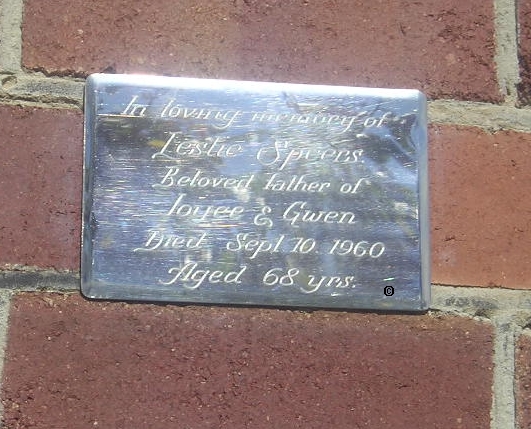 In loving memory of
Leslie Speers.
Beloved father of
Joyce & Gwen
Died Sept 10 1960
Aged 68 yrs.
©